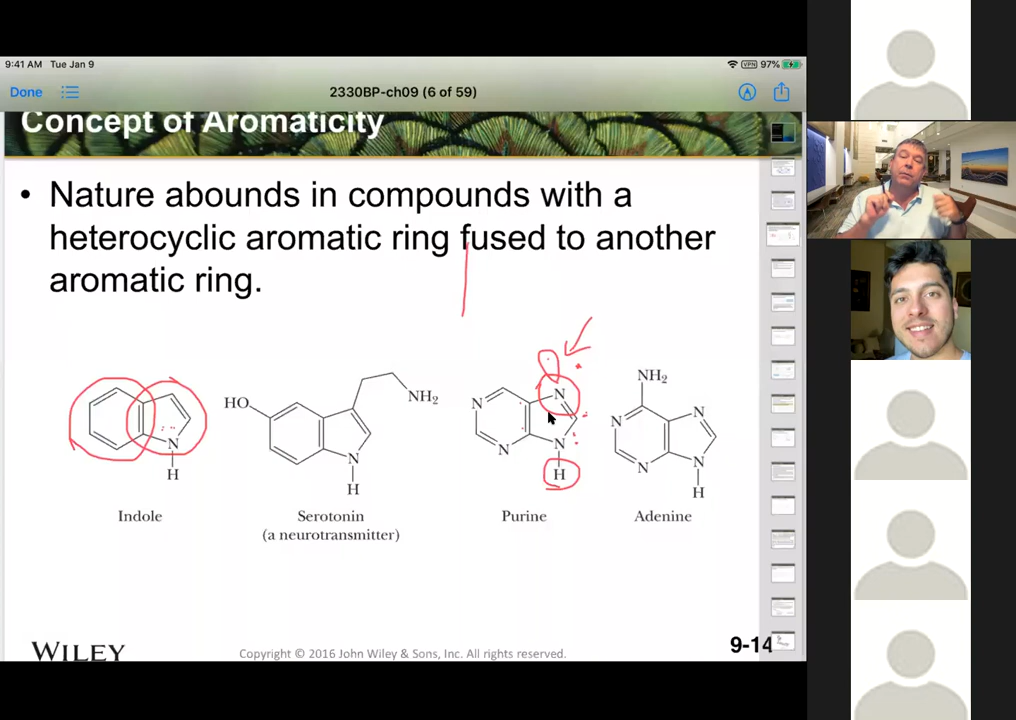 9:41 AM Tue Jan 9
VPN 97%
Done
2330BP-ch09 (6 of 59)
Concept of Aromaticity
• Nature abounds in compounds with a
heterocyclic aromatic ring fused to another
aromatic ring.
N
H
Indole
HO
NH2
N
H
Serotonin
(a neurotransmitter)
N
N
N
N
H
Purine
NH2
N
N
N
N
H
Adenine
WILEY
Copyright © 2016 John Wiley & Sons, Inc. All rights reserved.
9-14